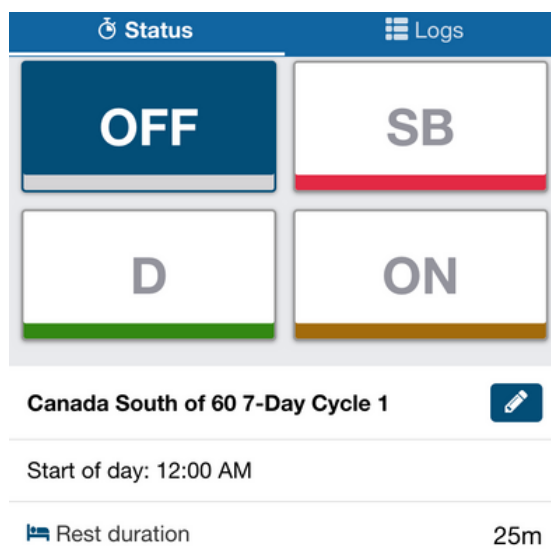 Status
Logs
OFF
SB
D
ON
Canada South of 60 7-Day Cycle 1
Start of day: 12:00 AM
Rest duration
25m